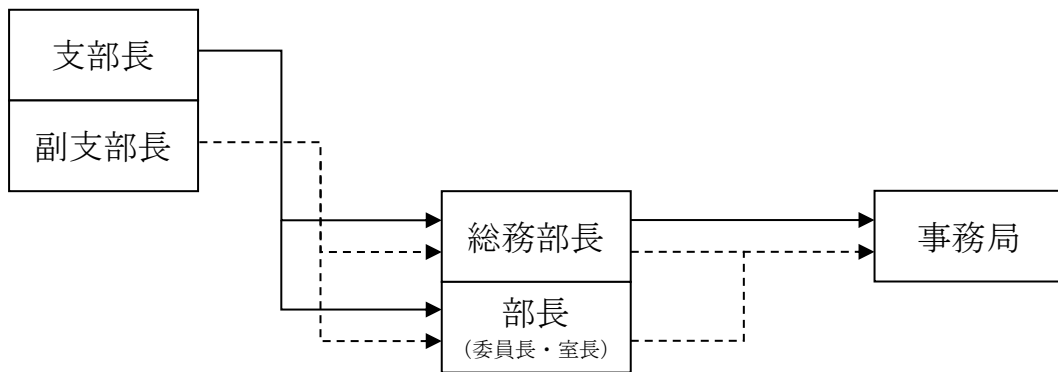 支部長
副支部長
総務部長
事務局
部長
(委員長・室長)